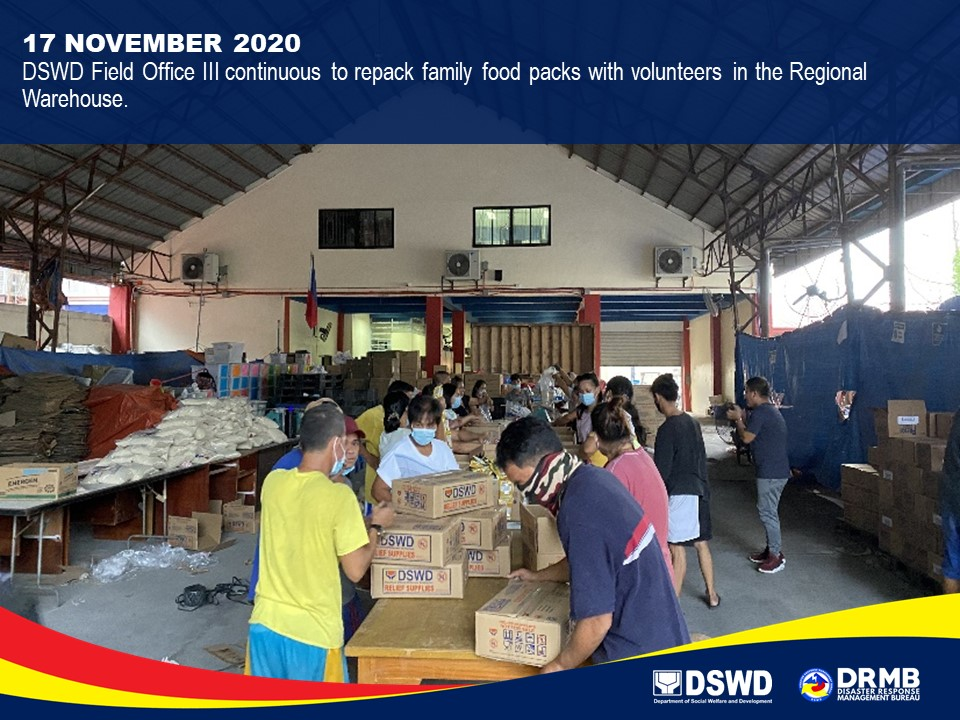 17 NOVEMBER 2020
DSWD Field Office III continuous to repack family food packs with volunteers in the Regional
Warehouse.
DSWD
DSWD
RELIEF SUPPLIES
DSWD
DSWD
RELIEF SUPPLIES
DSWD
Department of Social Welfare and Development
DRMB
DISASTER RESPONSE
MANAGEMENT BUREAU